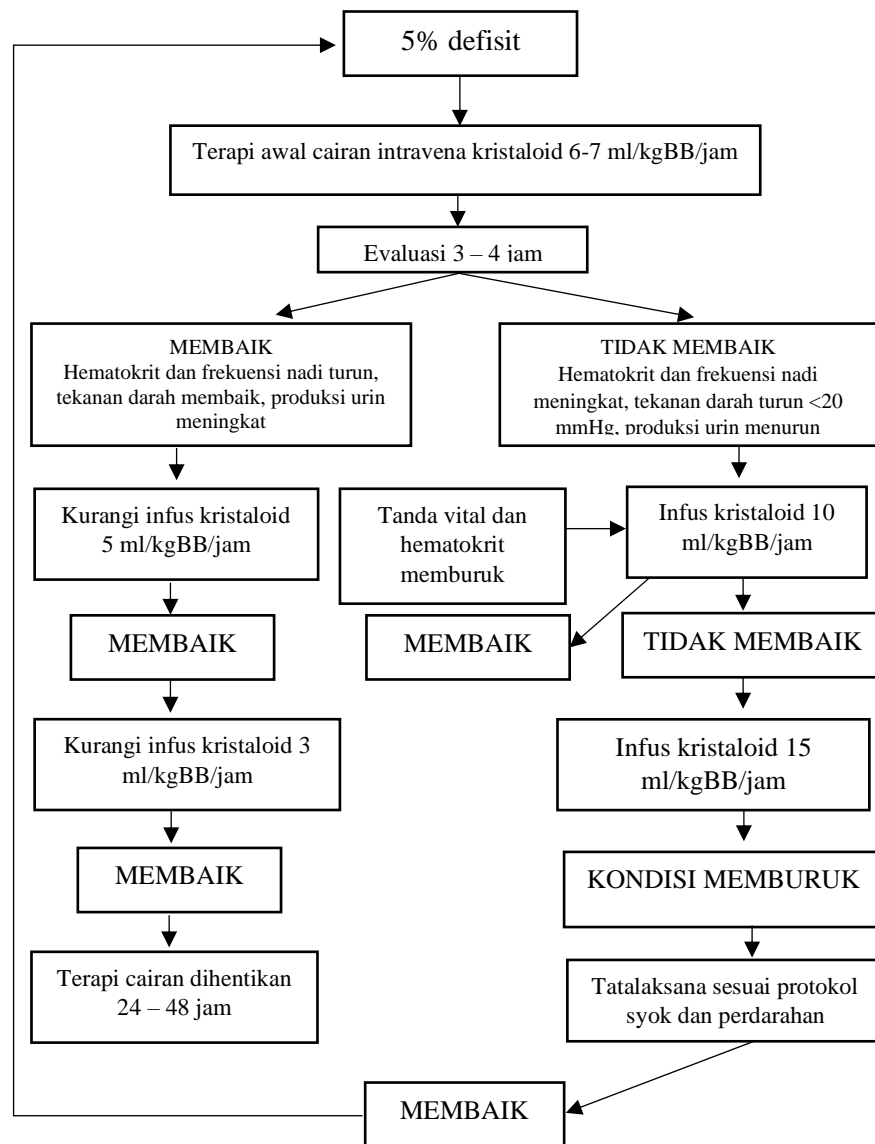 5% defisit
Terapi awal cairan intravena kristaloid 6-7 ml/kgBB/jam
Evaluasi 3 – 4 jam
MEMBAIK
Hematokrit dan frekuensi nadi turun,
tekanan darah membaik, produksi urin
meningkat
TIDAK MEMBAIK
Hematokrit dan frekuensi nadi
meningkat, tekanan darah turun <20
mmHg, produksi urin menurun
Kurangi infus kristaloid
5 ml/kgBB/jam
Tanda vital dan
hematokrit
memburuk
Infus kristaloid 10
ml/kgBB/jam
MEMBAIK
MEMBAIK
TIDAK MEMBAIK
Kurangi infus kristaloid 3
ml/kgBB/jam
Infus kristaloid 15
ml/kgBB/jam
MEMBAIK
KONDISI MEMBURUK
Terapi cairan dihentikan
24 – 48 jam
Tatalaksana sesuai protokol
syok dan perdarahan
MEMBAIK